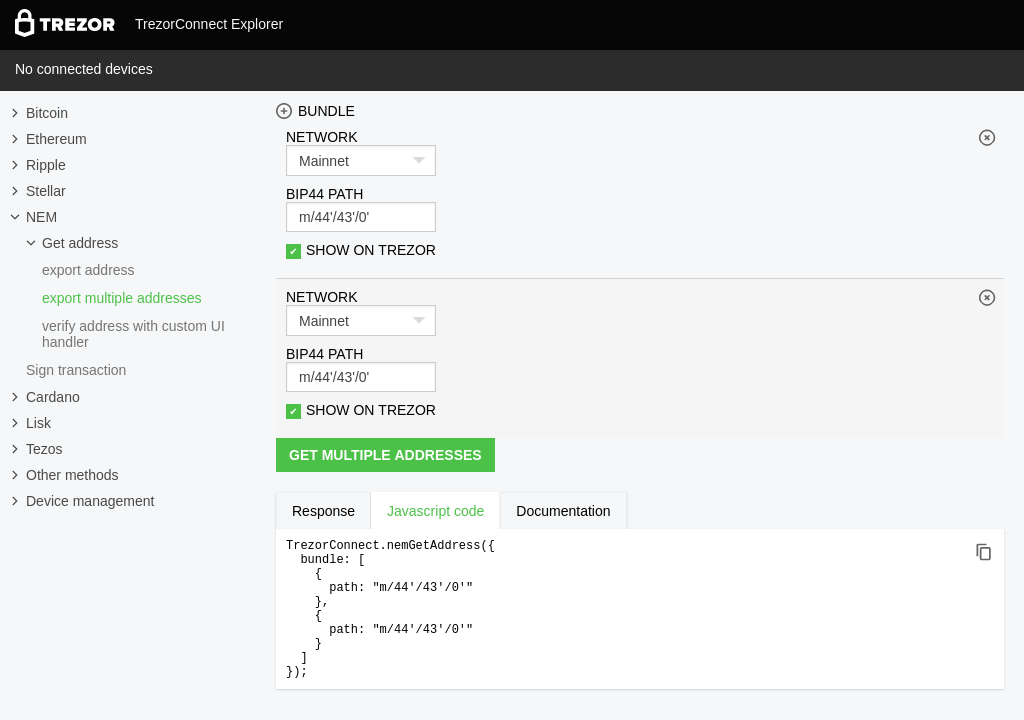 TREZOR
TrezorConnect Explorer
No connected devices
Bitcoin
Ethereum
Ripple
Stellar
NEM
Get address
export address
export multiple addresses
verify address with custom UI
handler
Sign transaction
Cardano
Lisk
Tezos
Other methods
Device management
BUNDLE
NETWORK
Mainnet
BIP44 PATH
m/44'/43'/0'
SHOW ON TREZOR
NETWORK
Mainnet
BIP44 PATH
m/44'/43'/0'
SHOW ON TREZOR
GET MULTIPLE ADDRESSES
Response
Javascript code
Documentation
TrezorConnect.nemGetAddress({
  bundle: [
    {
      path: "m/44'/43'/0'"
    },
    {
      path: "m/44'/43'/0'"
    }
  ]
});